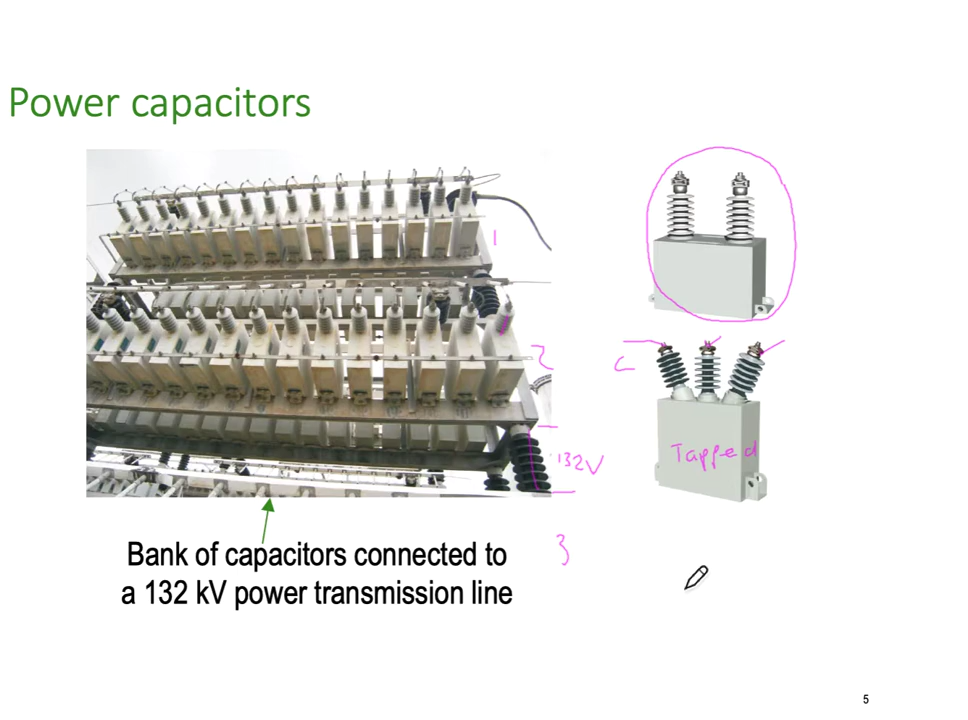 Power capacitors
1
2
C
Tapped
132V
3
Bank of capacitors connected to
a 132 kV power transmission line
5